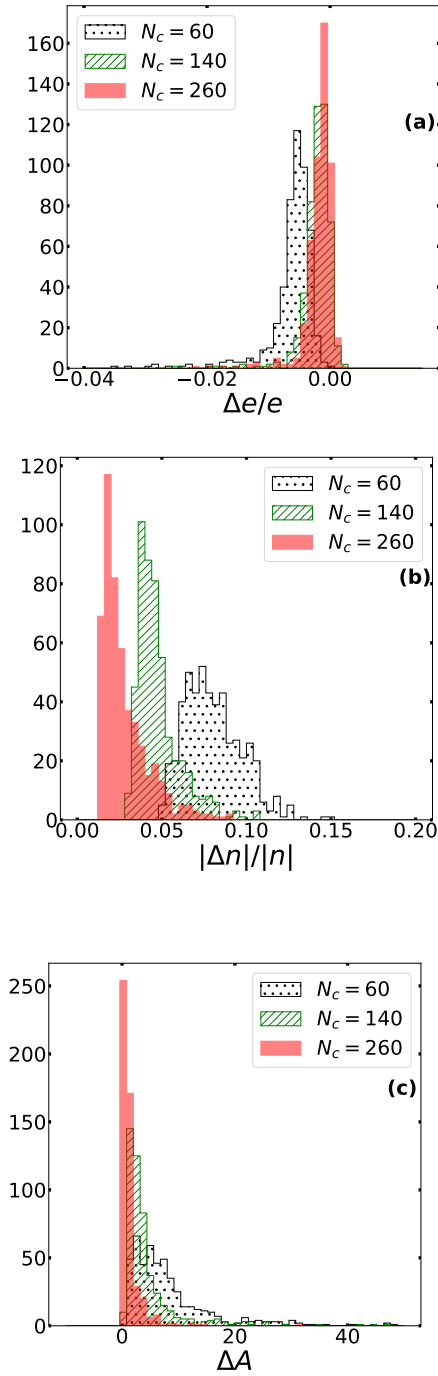 160
140
120
100
80
60
40
20
0
N_c = 60
N_c = 140
N_c = 260
(a)
−0.04 −0.02 0.00
Δe/e
120
100
80
60
40
20
0
N_c = 60
N_c = 140
N_c = 260
(b)
0.00 0.05 0.10 0.15 0.20
|Δn|/|n|
250
200
150
100
50
0
N_c = 60
N_c = 140
N_c = 260
(c)
0 20 40
ΔA